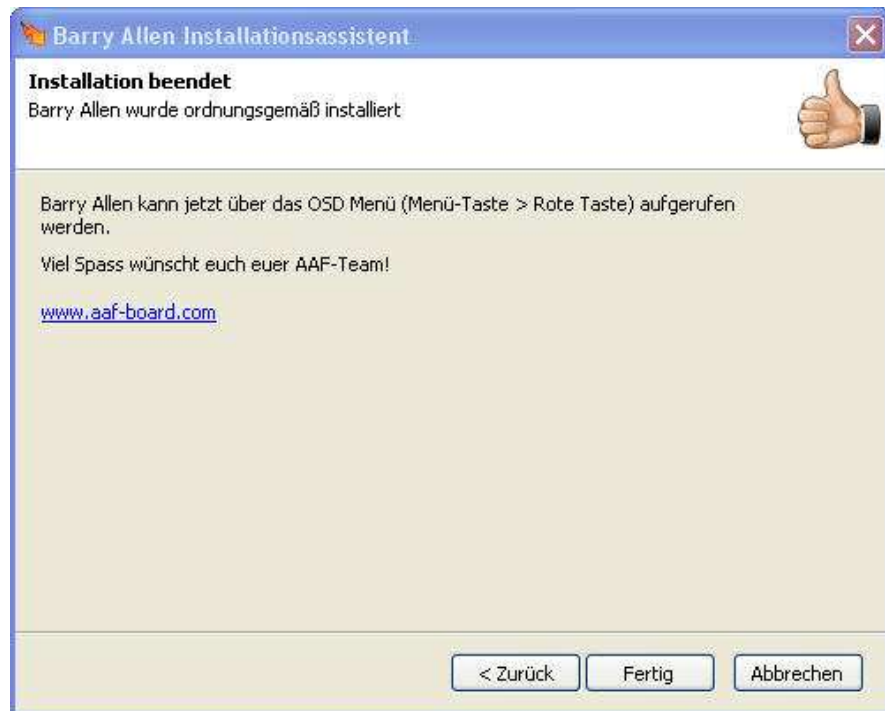 Barry Allen Installationsassistent
Installation beendet
Barry Allen wurde ordnungsgemäß installiert
Barry Allen kann jetzt über das OSD Menü (Menü-Taste > Rote Taste) aufgerufen
werden.
Viel Spass wünscht euch euer AAF-Team!
www.aaf-board.com
< Zurück
Fertig
Abbrechen